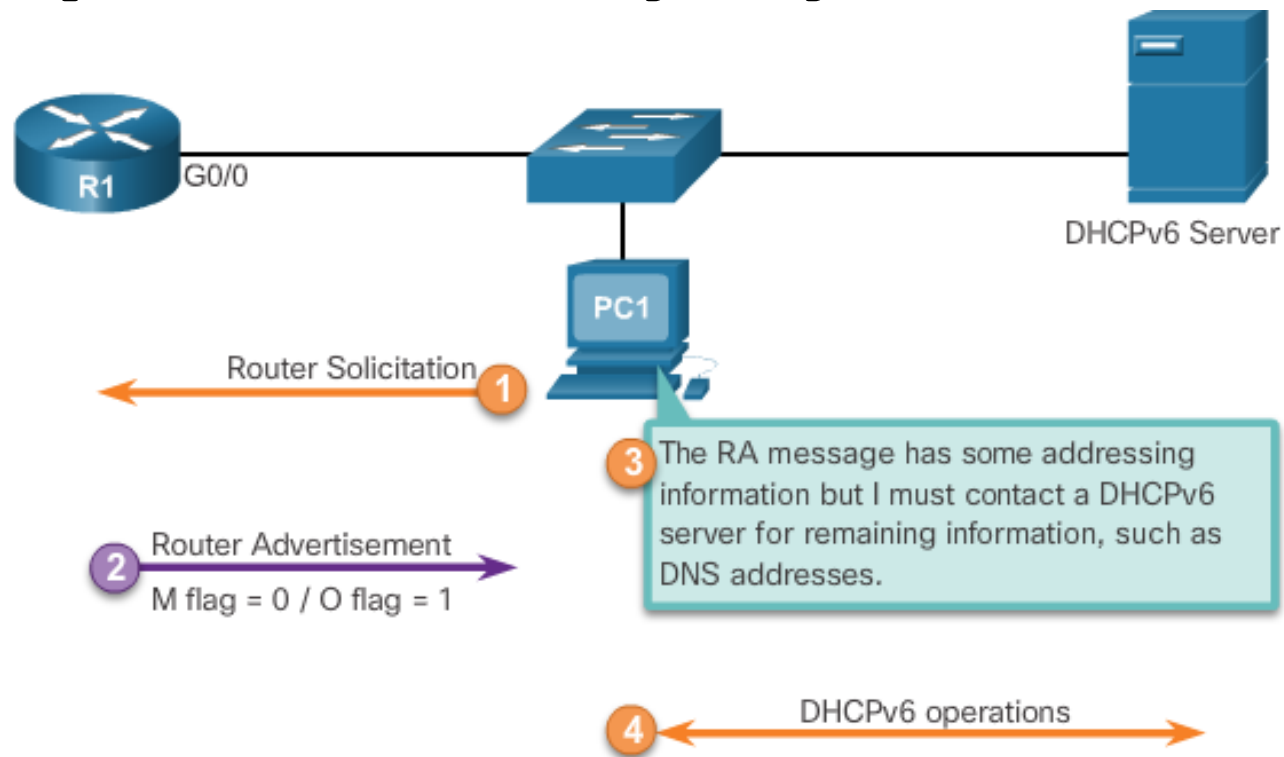 R1
G0/0
DHCPv6 Server
PC1
Router Solicitation
1
3
The RA message has some addressing
information but I must contact a DHCPv6
server for remaining information, such as
DNS addresses.
2
Router Advertisement
M flag = 0 / O flag = 1
4
DHCPv6 operations